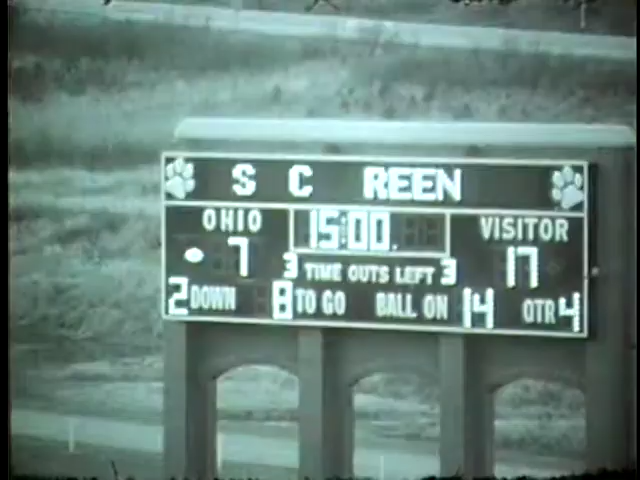 S C REEN
OHIO 15:00 VISITOR
7 17
3 TIME OUTS LEFT 3
2 DOWN 8 TO GO BALL ON 14 QTR 4